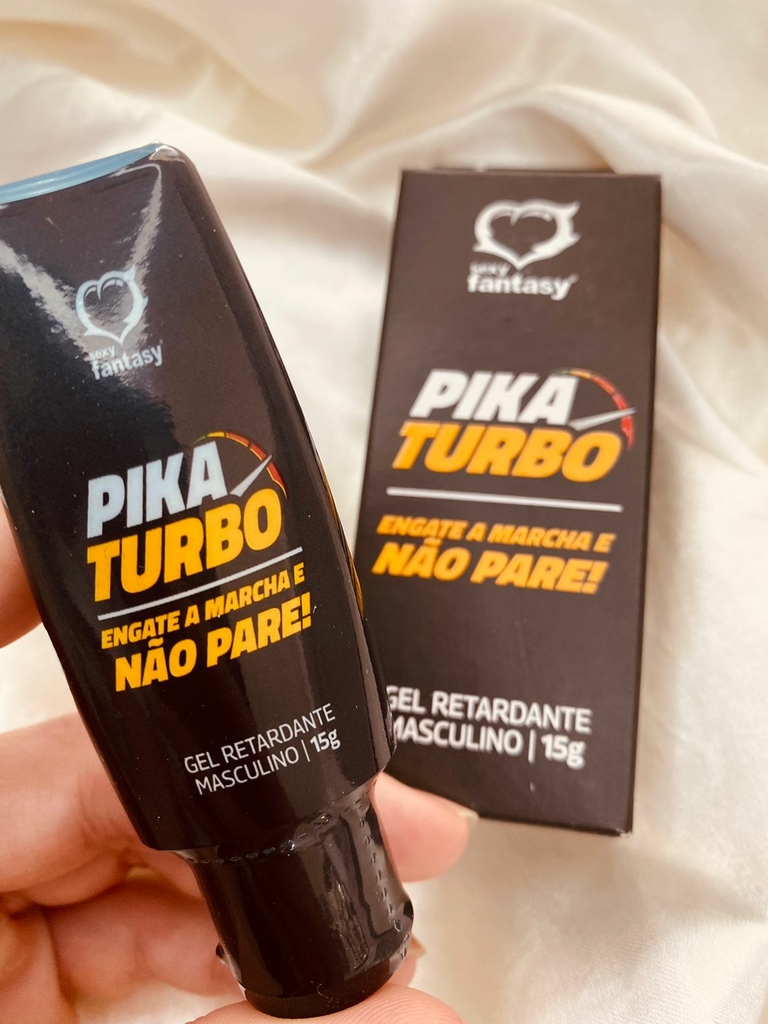 sexy
fantasy
PIKA
TURBO
ENGATE A MARCHA E
NÃO PARE!
GEL RETARDANTE
MASCULINO | 15g
sexy
fantasy®
PIKA
TURBO
ENGATE A MARCHA E
NÃO PARE!
GEL RETARDANTE
MASCULINO | 15g